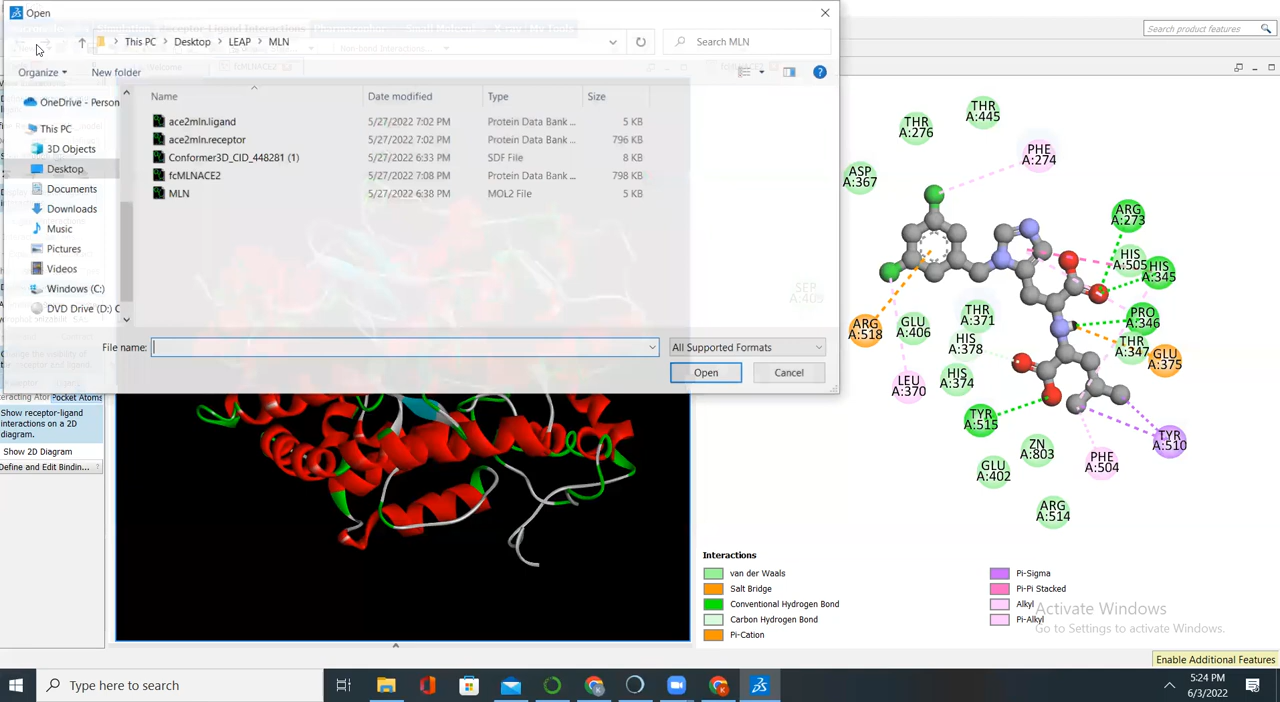 Open
This PC > Desktop > LEAP > MLN
Search MLN
Search product features
Organize
New folder
Name
Date modified
Type
Size
OneDrive - Person
This PC
3D Objects
Desktop
Documents
Downloads
Music
Pictures
Videos
Windows (C:)
DVD Drive (D:) C
ace2mln.ligand 5/27/2022 7:02 PM Protein Data Bank ... 5 KB
ace2mln.receptor 5/27/2022 7:02 PM Protein Data Bank ... 796 KB
Conformer3D_CID_448281 (1) 5/27/2022 6:33 PM SDF File 8 KB
fcMLNACE2 5/27/2022 7:08 PM Protein Data Bank ... 798 KB
MLN 5/27/2022 6:38 PM MOL2 File 5 KB
File name:
All Supported Formats
Open
Cancel
Pocket Atoms
Show receptor-ligand
interactions on a 2D
diagram.
Show 2D Diagram
Define and Edit Bindin...
THR
A:276
THR
A:445
PHE
A:274
ASP
A:367
ARG
A:273
HIS
A:505
HIS
A:345
SER
A:409
ARG
A:518
GLU
A:406
THR
A:371
PRO
A:346
HIS
A:378
THR
A:347
GLU
A:375
HIS
A:374
LEU
A:370
TYR
A:515
TYR
A:510
ZN
A:803
PHE
A:504
GLU
A:402
ARG
A:514
Interactions
van der Waals
Salt Bridge
Conventional Hydrogen Bond
Carbon Hydrogen Bond
Pi-Cation
Pi-Sigma
Pi-Pi Stacked
Alkyl
Pi-Alkyl
Activate Windows
Go to Settings to activate Windows.
Enable Additional Features
Type here to search
5:24 PM
6/3/2022